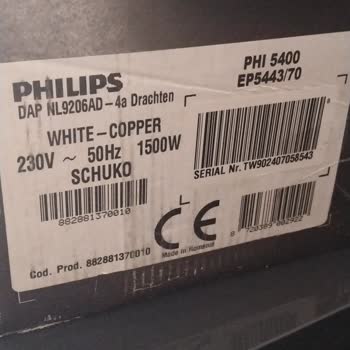 PHILIPS
DAP NL9206AD-4a Drachten
PHI 5400
EP5443/70
WHITE-COPPER
230V ~ 50Hz 1500W
SCHUKO
SERIAL Nr. TW902407058543
882881370010
CE
Made in Romania
Cod. Prod. 882881370010